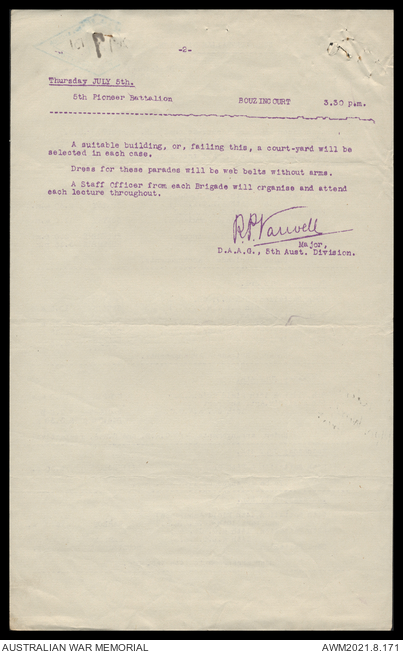 -2-
Thursday JULY 5th.
5th Pioneer Battalion BOUZINCOURT 3.30 p.m.
A suitable building, or, failing this, a court-yard will be
selected in each case.
Dress for these parades will be web belts without arms.
A Staff Officer from each Brigade will organise and attend
each lecture throughout.
R.P. Varwell
Major,
D.A.A.G., 5th Aust. Division.
AUSTRALIAN WAR MEMORIAL
AWM2021.8.171